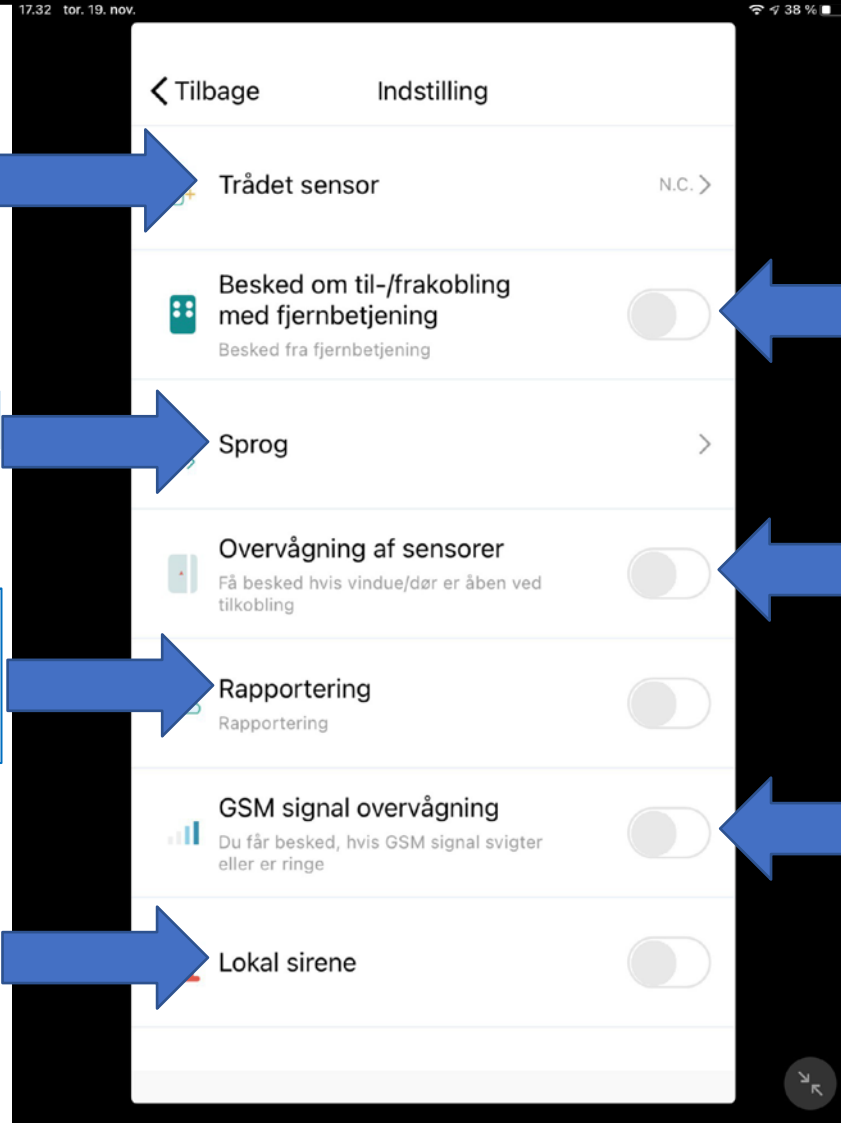 17.32 tor. 19. nov.
38 %
Tilbage
Indstilling
Trådet sensor
N.C.
Besked om til-/frakobling
med fjernbetjening
Besked fra fjernbetjening
Sprog
Overvågning af sensorer
Få besked hvis vindue/dør er åben ved
tilkobling
Rapportering
Rapportering
GSM signal overvågning
Du får besked, hvis GSM signal svigter
eller er ringe
Lokal sirene